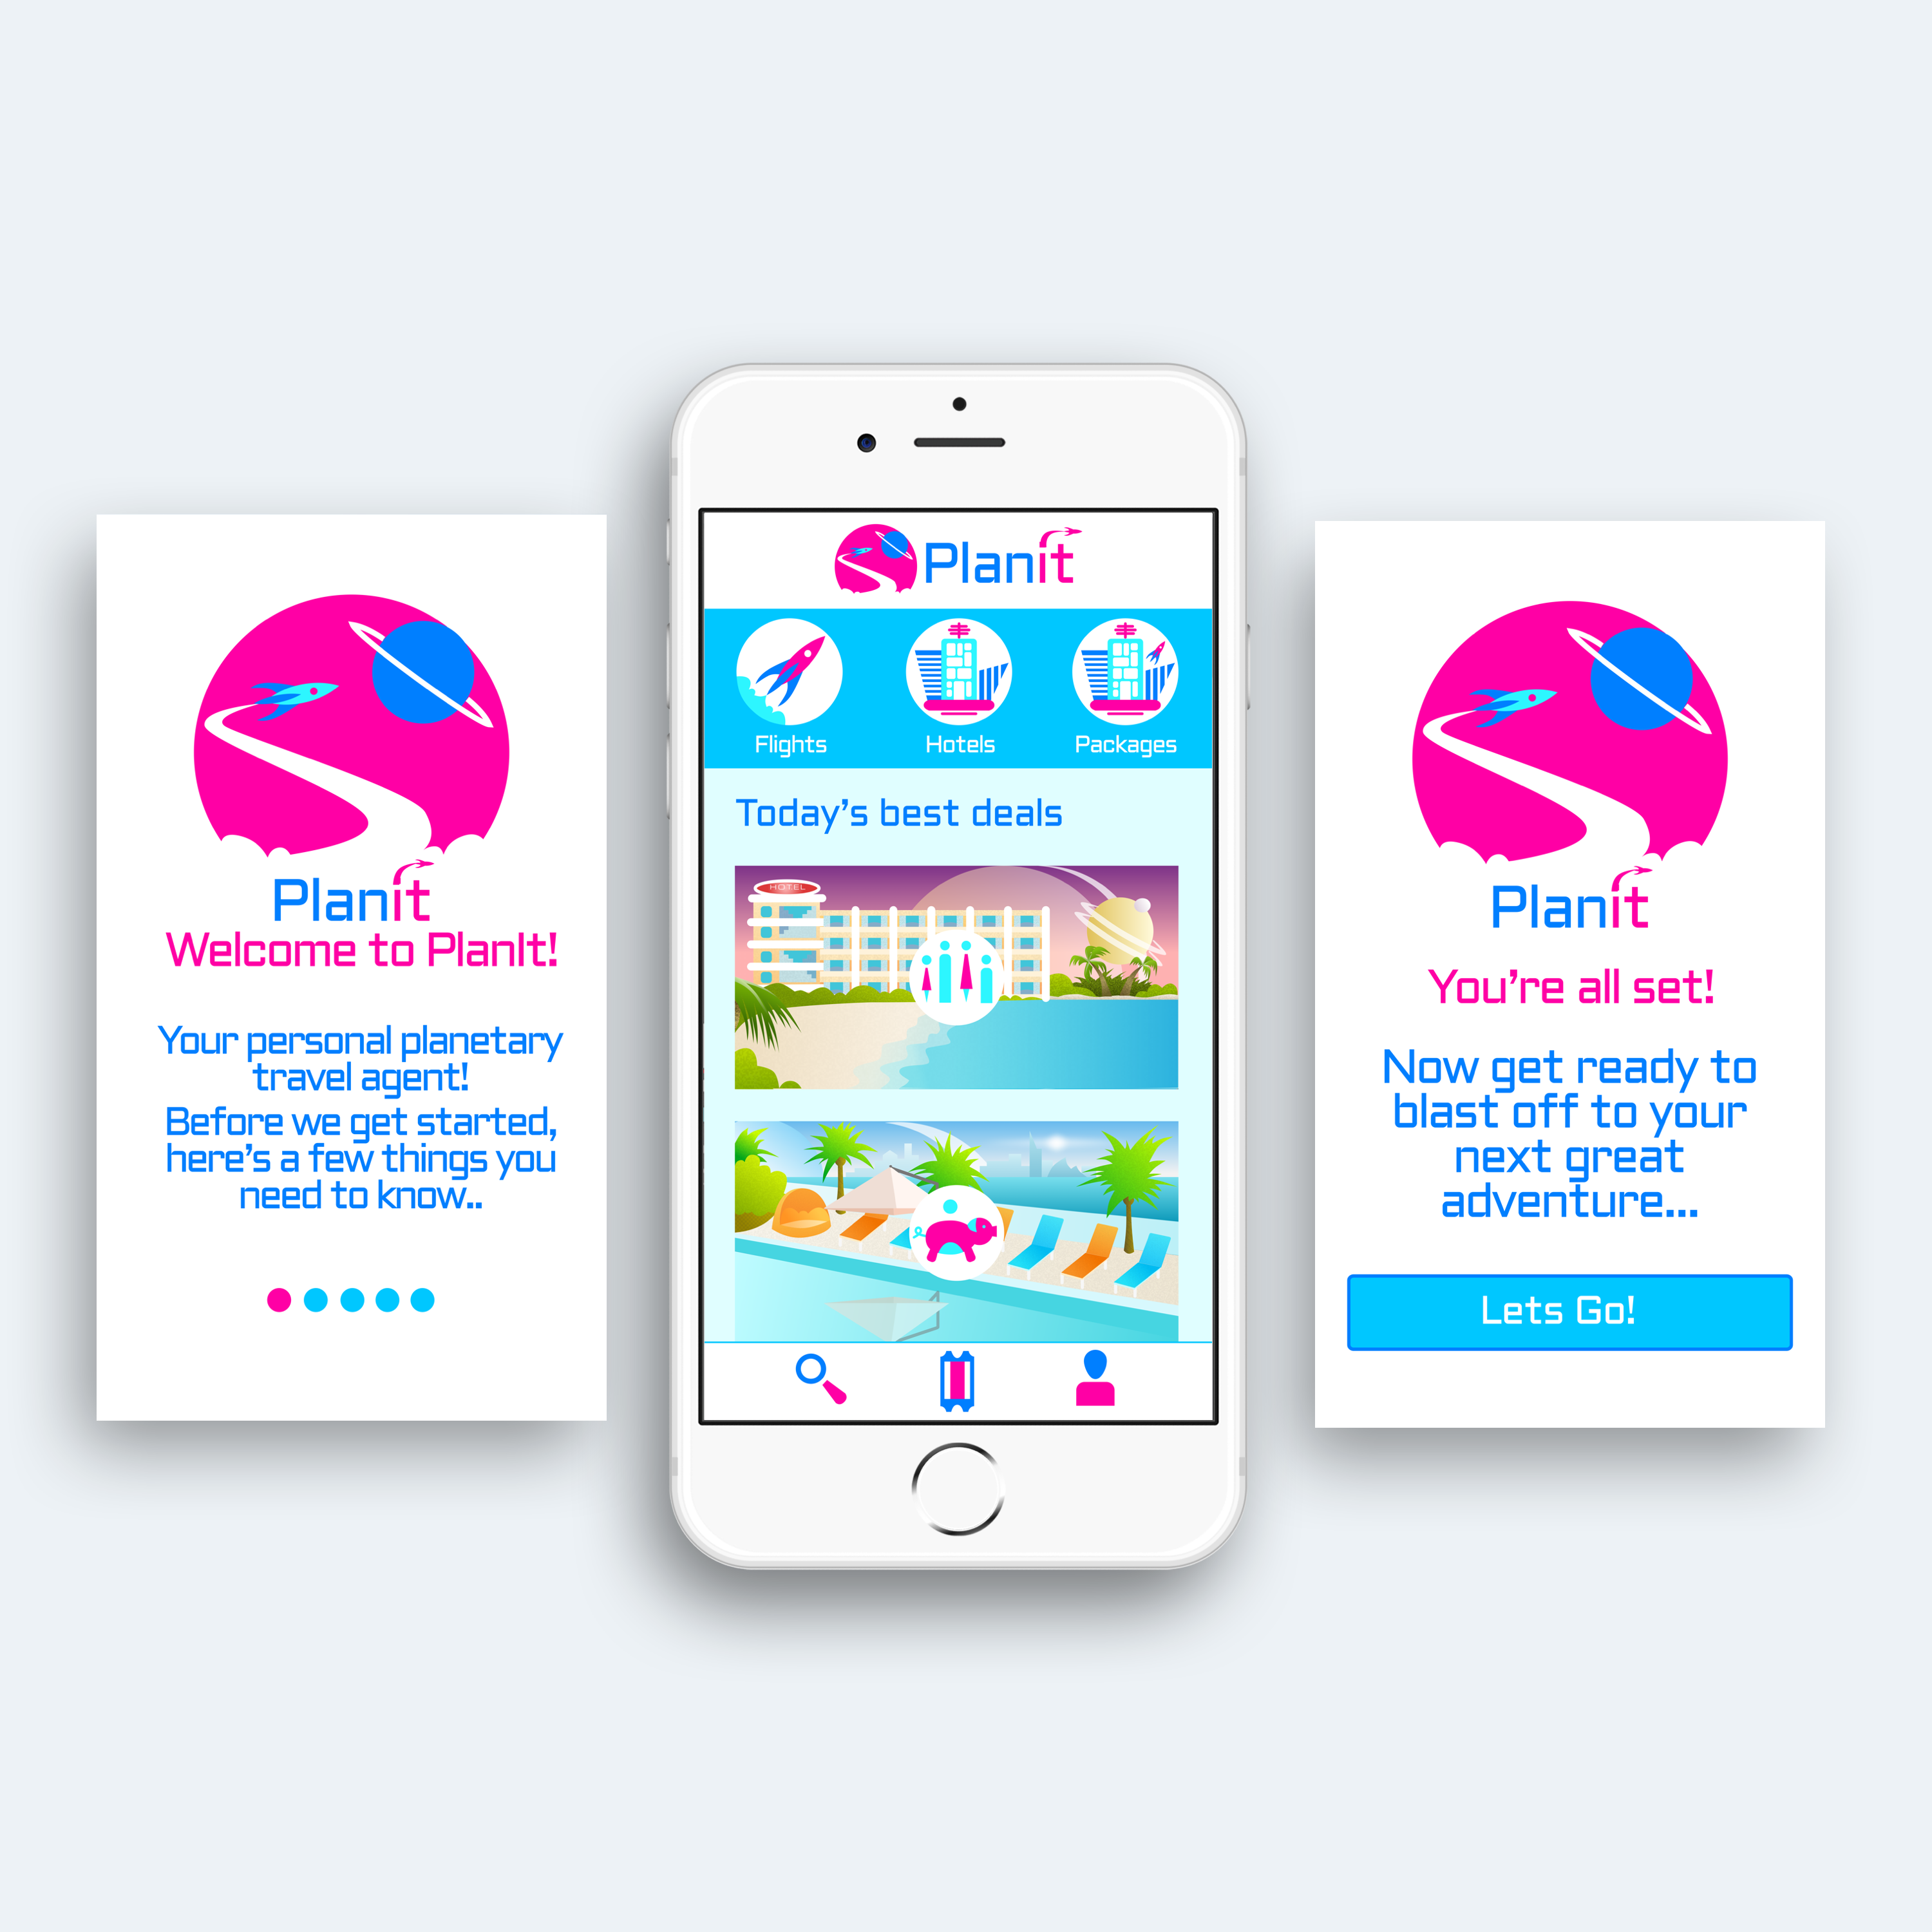 Planit
Welcome to PlanIt!
Your personal planetary
travel agent!
Before we get started,
here's a few things you
need to know..
Planit
Flights
Hotels
Packages
Today's best deals
HOTEL
Planit
You're all set!
Now get ready to
blast off to your
next great
adventure...
Lets Go!